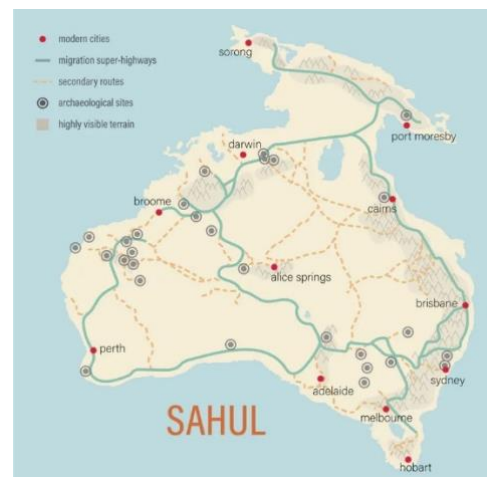 modern cities
migration super-highways
secondary routes
archaeological sites
highly visible terrain
sorong
port moresby
darwin
broome
cairns
alice springs
brisbane
perth
adelaide
sydney
melbourne
SAHUL
hobart